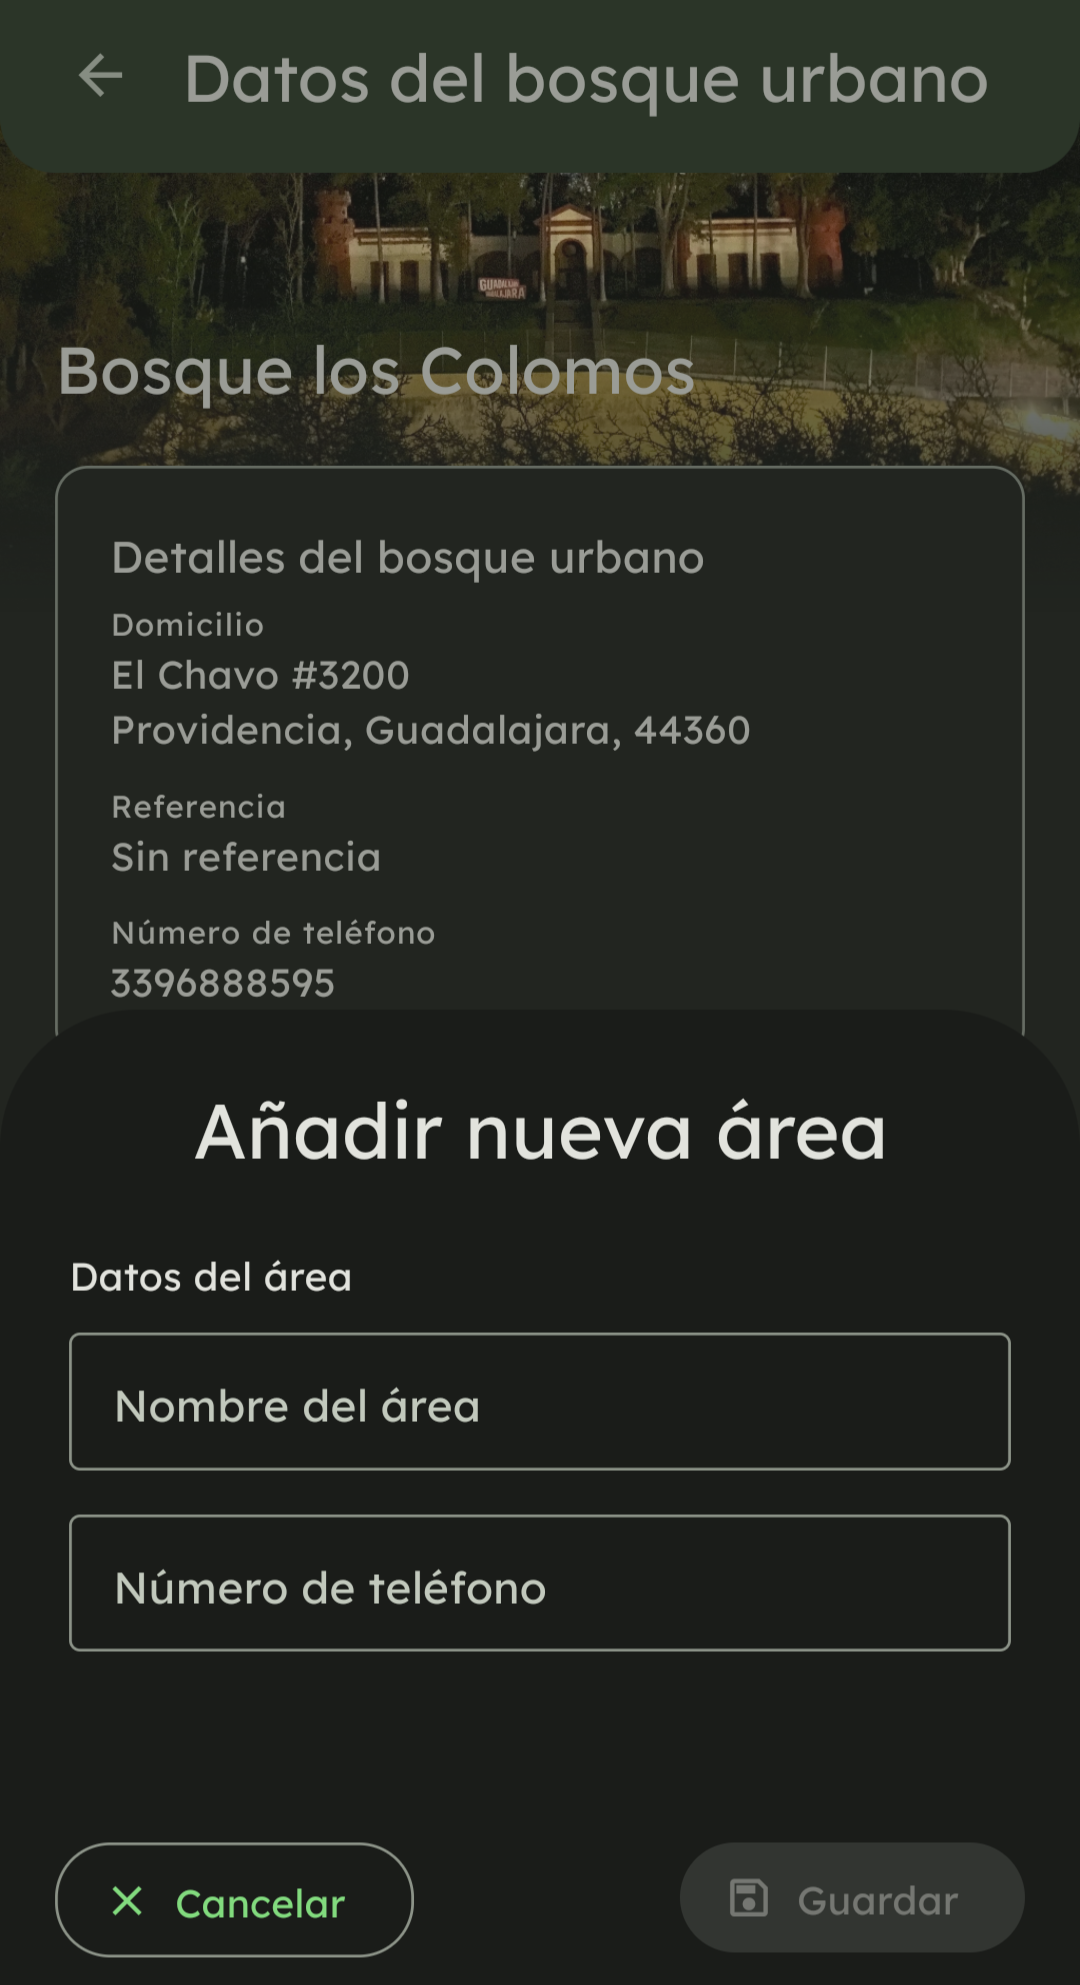 Datos del bosque urbano
GUADALAJARA
GUADALAJARA
Bosque los Colomos
Detalles del bosque urbano
Domicilio
El Chavo #3200
Providencia, Guadalajara, 44360
Referencia
Sin referencia
Número de teléfono
3396888595
Añadir nueva área
Datos del área
Nombre del área
Número de teléfono
Cancelar
Guardar